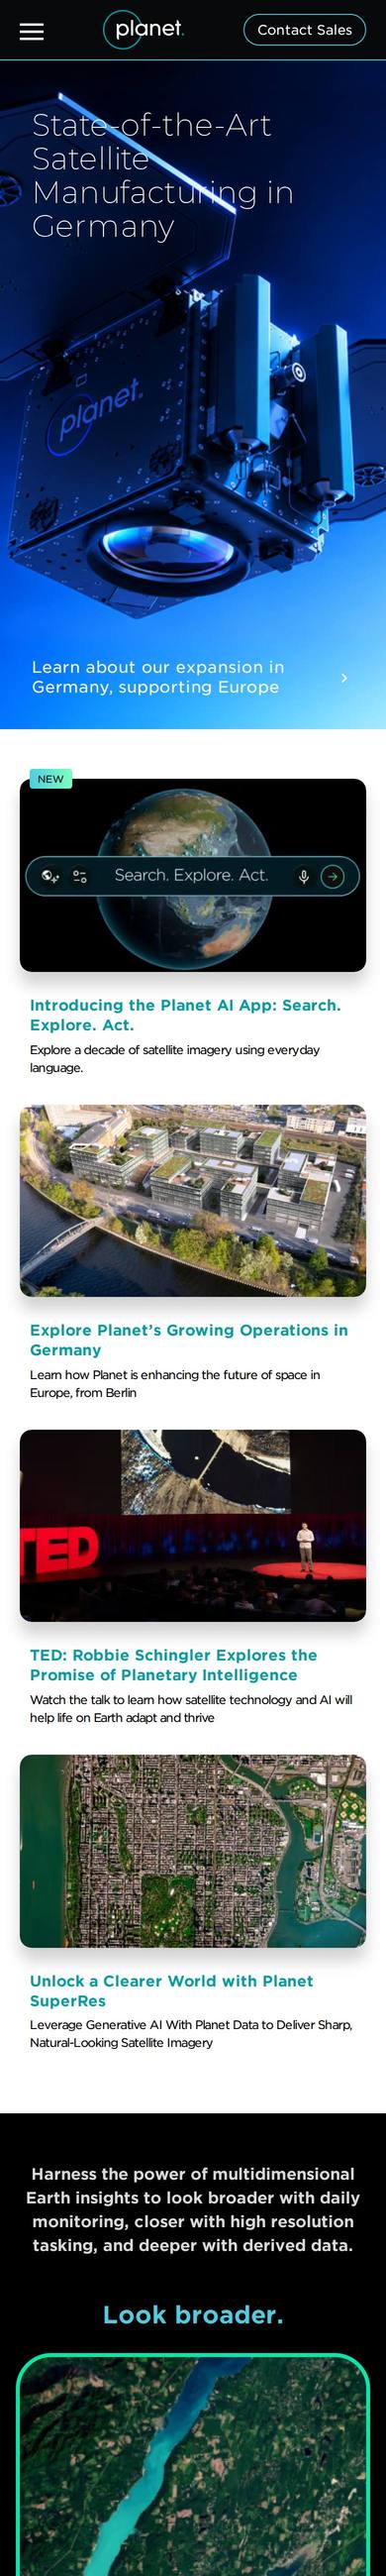 planet.
Contact Sales
State-of-the-Art
Satellite
Manufacturing in
Germany
planet.
Learn about our expansion in
Germany, supporting Europe
NEW
Search. Explore. Act.
Introducing the Planet AI App: Search.
Explore. Act.
Explore a decade of satellite imagery using everyday
language.
Explore Planet’s Growing Operations in
Germany
Learn how Planet is enhancing the future of space in
Europe, from Berlin
TED
TED: Robbie Schingler Explores the
Promise of Planetary Intelligence
Watch the talk to learn how satellite technology and AI will
help life on Earth adapt and thrive
Unlock a Clearer World with Planet
SuperRes
Leverage Generative AI With Planet Data to Deliver Sharp,
Natural-Looking Satellite Imagery
Harness the power of multidimensional
Earth insights to look broader with daily
monitoring, closer with high resolution
tasking, and deeper with derived data.
Look broader.